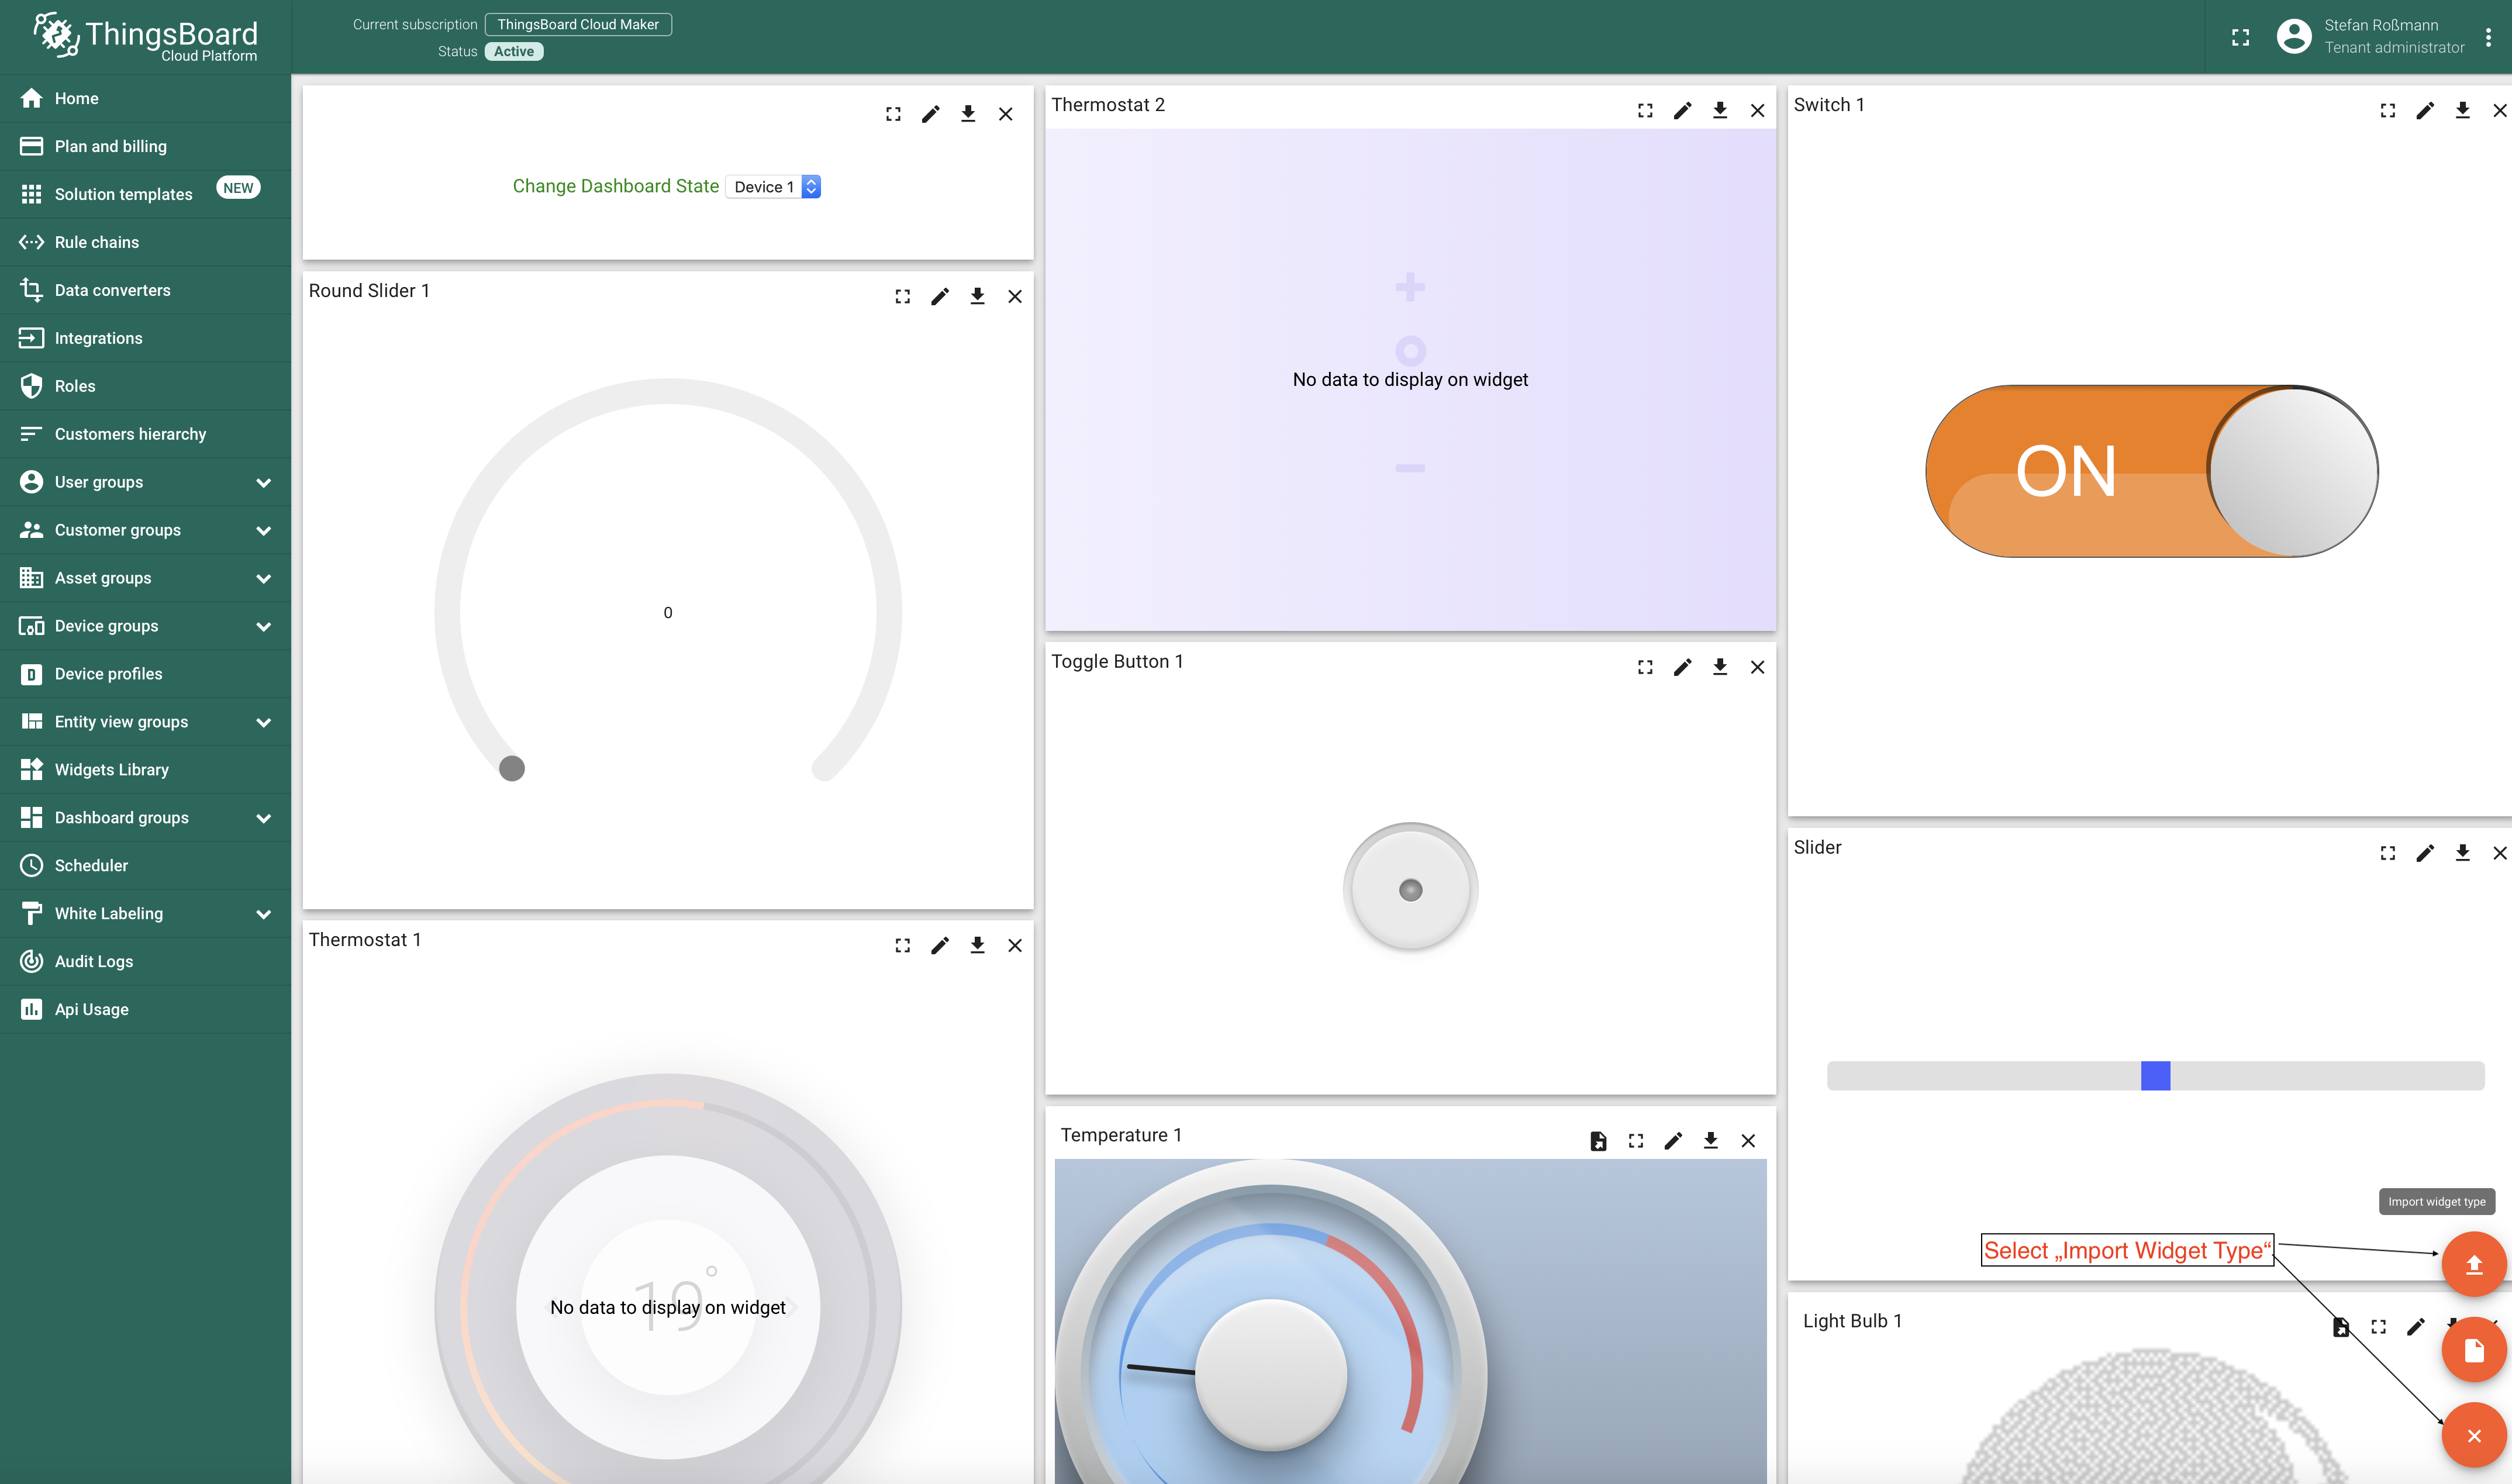 ThingsBoard
Cloud Platform
Current subscription ThingsBoard Cloud Maker
Status Active
Stefan Roßmann
Tenant administrator
Home
Plan and billing
Solution templates NEW
Rule chains
Data converters
Integrations
Roles
Customers hierarchy
User groups
Customer groups
Asset groups
Device groups
Device profiles
Entity view groups
Widgets Library
Dashboard groups
Scheduler
White Labeling
Audit Logs
Api Usage
Change Dashboard State Device 1
Round Slider 1
0
Thermostat 1
19°
No data to display on widget
Thermostat 2
No data to display on widget
Toggle Button 1
Temperature 1
Switch 1
ON
Slider
Import widget type
Select „Import Widget Type“
Light Bulb 1